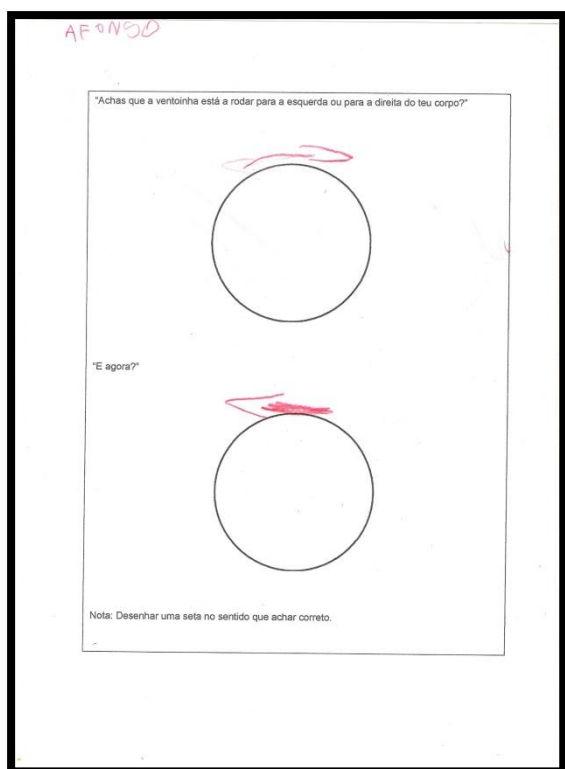 AFONSO
"Achas que a ventoinha está a rodar para a esquerda ou para a direita do teu corpo?"
"E agora?"
Nota: Desenhar uma seta no sentido que achar correto.